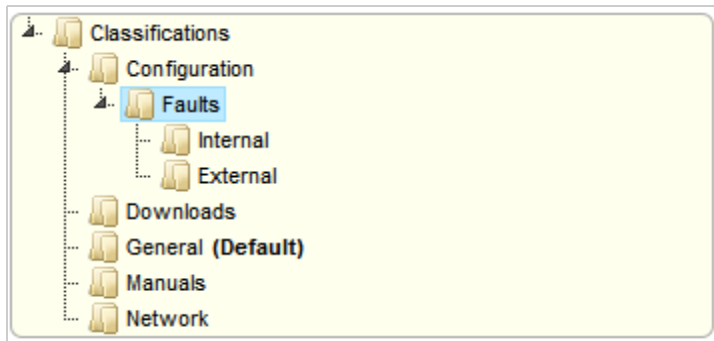 Classifications
Configuration
Faults
Internal
External
Downloads
General (Default)
Manuals
Network